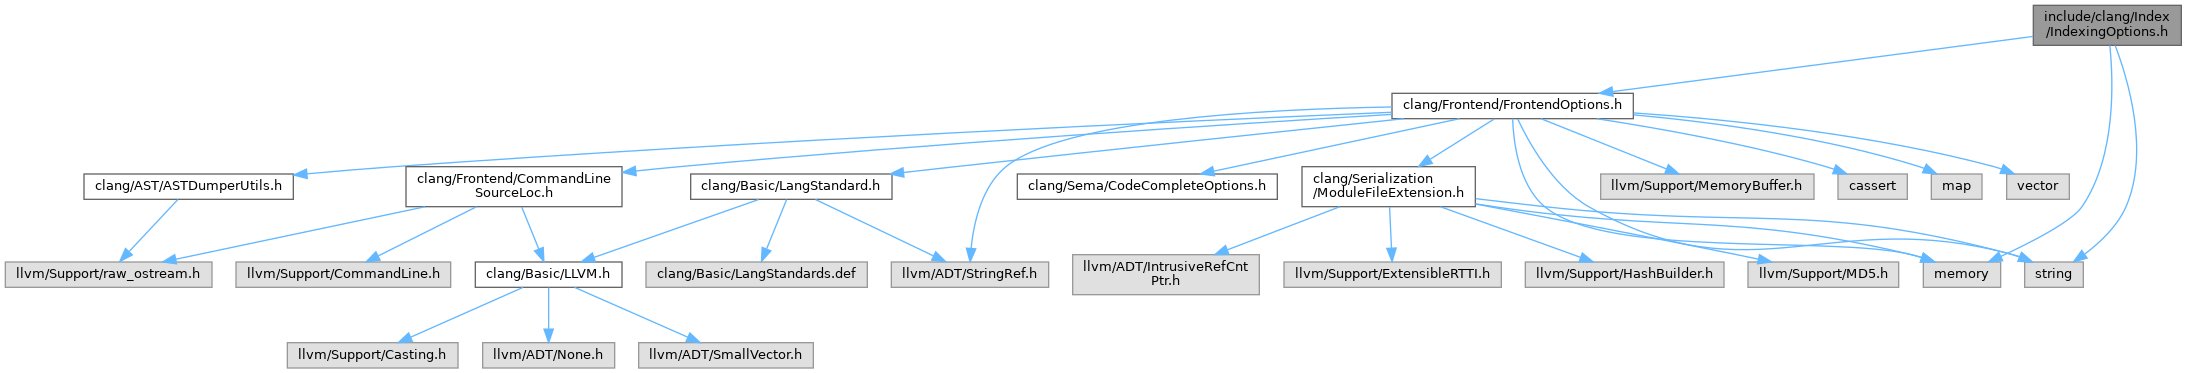 include/clang/Index
/IndexingOptions.h
clang/Frontend/FrontendOptions.h
clang/AST/ASTDumperUtils.h
clang/Frontend/CommandLine
SourceLoc.h
clang/Basic/LangStandard.h
clang/Sema/CodeCompleteOptions.h
clang/Serialization
/ModuleFileExtension.h
llvm/Support/MemoryBuffer.h
cassert
map
vector
llvm/Support/raw_ostream.h
llvm/Support/CommandLine.h
clang/Basic/LLVM.h
clang/Basic/LangStandards.def
llvm/ADT/StringRef.h
llvm/ADT/IntrusiveRefCnt
Ptr.h
llvm/Support/ExtensibleRTTI.h
llvm/Support/HashBuilder.h
llvm/Support/MD5.h
memory
string
llvm/Support/Casting.h
llvm/ADT/None.h
llvm/ADT/SmallVector.h